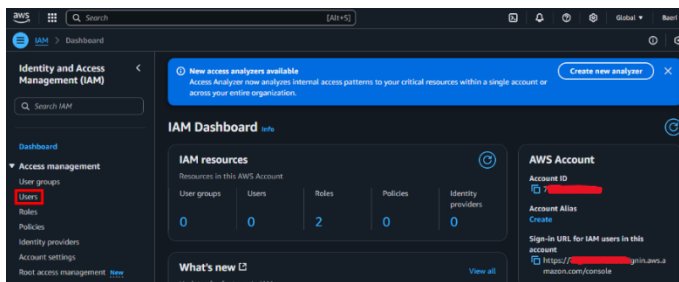 aws
Search
[Alt+S]
Global
IAM > Dashboard
Identity and Access
Management (IAM)
Search IAM
Dashboard
Access management
User groups
Users
Roles
Policies
Identity providers
Account settings
Root access management New
New access analyzers available
Access Analyzer now analyzes internal access patterns to your critical resources within a single account or
across your entire organization.
Create new analyzer
IAM Dashboard Info
IAM resources
Resources in this AWS Account
User groups Users Roles Policies Identity
providers
0 0 2 0 0
What's new
View all
AWS Account
Account ID
7
Account Alias
Create
Sign-in URL for IAM users in this
account
https:// gnin.aws.a
mazon.com/console